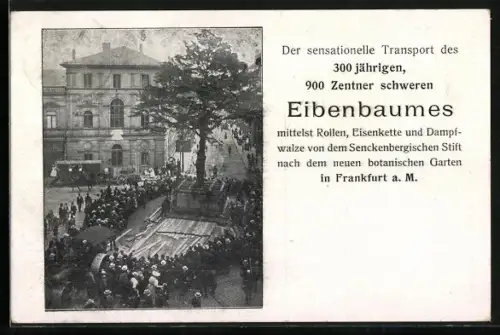 Der sensationelle Transport des
300 jährigen,
900 Zentner schweren
Eibenbaumes
mittelst Rollen, Eisenkette und Dampf-
walze von dem Senckenbergischen Stift
nach dem neuen botanischen Garten
in Frankfurt a. M.